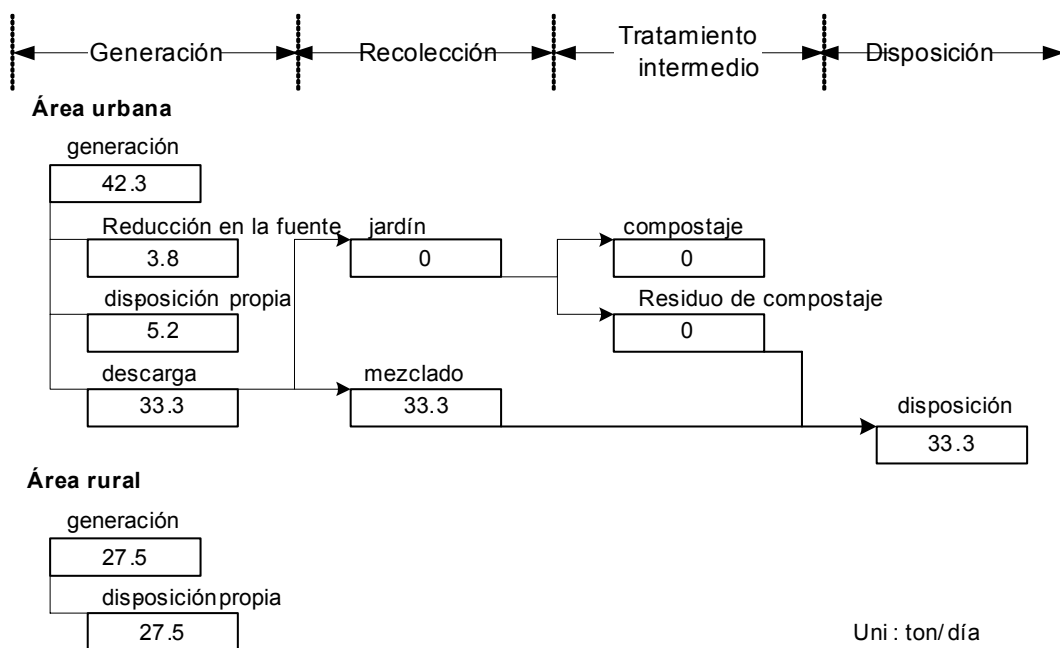 Generación Recolección Tratamiento intermedio Disposición
Área urbana
generación
42.3
Reducción en la fuente jardín compostaje
3.8 0 0
disposición propia Residuo de compostaje
5.2 0
descarga mezclado
33.3 33.3
disposición
33.3
Área rural
generación
27.5
disposición propia
27.5
Uni : ton/día